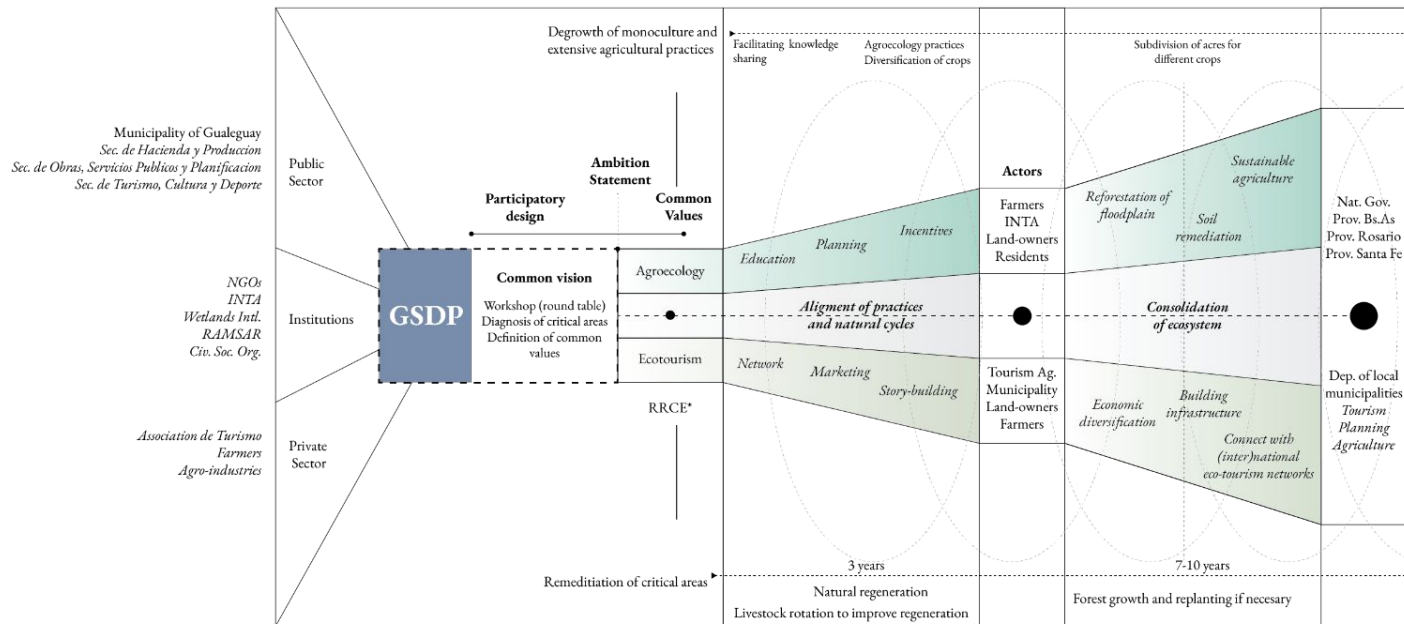 Municipality of Gualeguay
Sec. de Hacienda y Produccion
Sec. de Obras, Servicios Publicos y Planificacion
Sec. de Turismo, Cultura y Deporte
NGOs
INTA
Wetlands Intl.
RAMSAR
Civ. Soc. Org.
Association de Turismo
Farmers
Agro-industries
Public
Sector
Institutions
Private
Sector
GSDP
Participatory
design
Common vision
Workshop (round table)
Diagnosis of critical areas
Definition of common
values
Ambition
Statement
Degrowth of monoculture and
extensive agricultural practices
Common
Values
Agroecology
Ecotourism
RRCE*
Remeditiation of critical areas
Facilitating knowledge
sharing
Agroecology practices
Diversification of crops
Education
Planning
Incentives
Aligment of practices
and natural cycles
Network
Marketing
Story-building
3 years
Natural regeneration
Livestock rotation to improve regeneration
Actors
Farmers
INTA
Land-owners
Residents
Tourism Ag.
Municipality
Land-owners
Farmers
Subdivision of acres for
different crops
Reforestation of
floodplain
Soil
remediation
Sustainable
agriculture
Consolidation
of ecosystem
Economic
diversification
Building
infrastructure
Connect with
(inter)national
eco-tourism networks
7-10 years
Forest growth and replanting if necesary
Nat. Gov.
Prov. Bs.As
Prov. Rosario
Prov. Santa Fe
Dep. of local
municipalities
Tourism
Planning
Agriculture